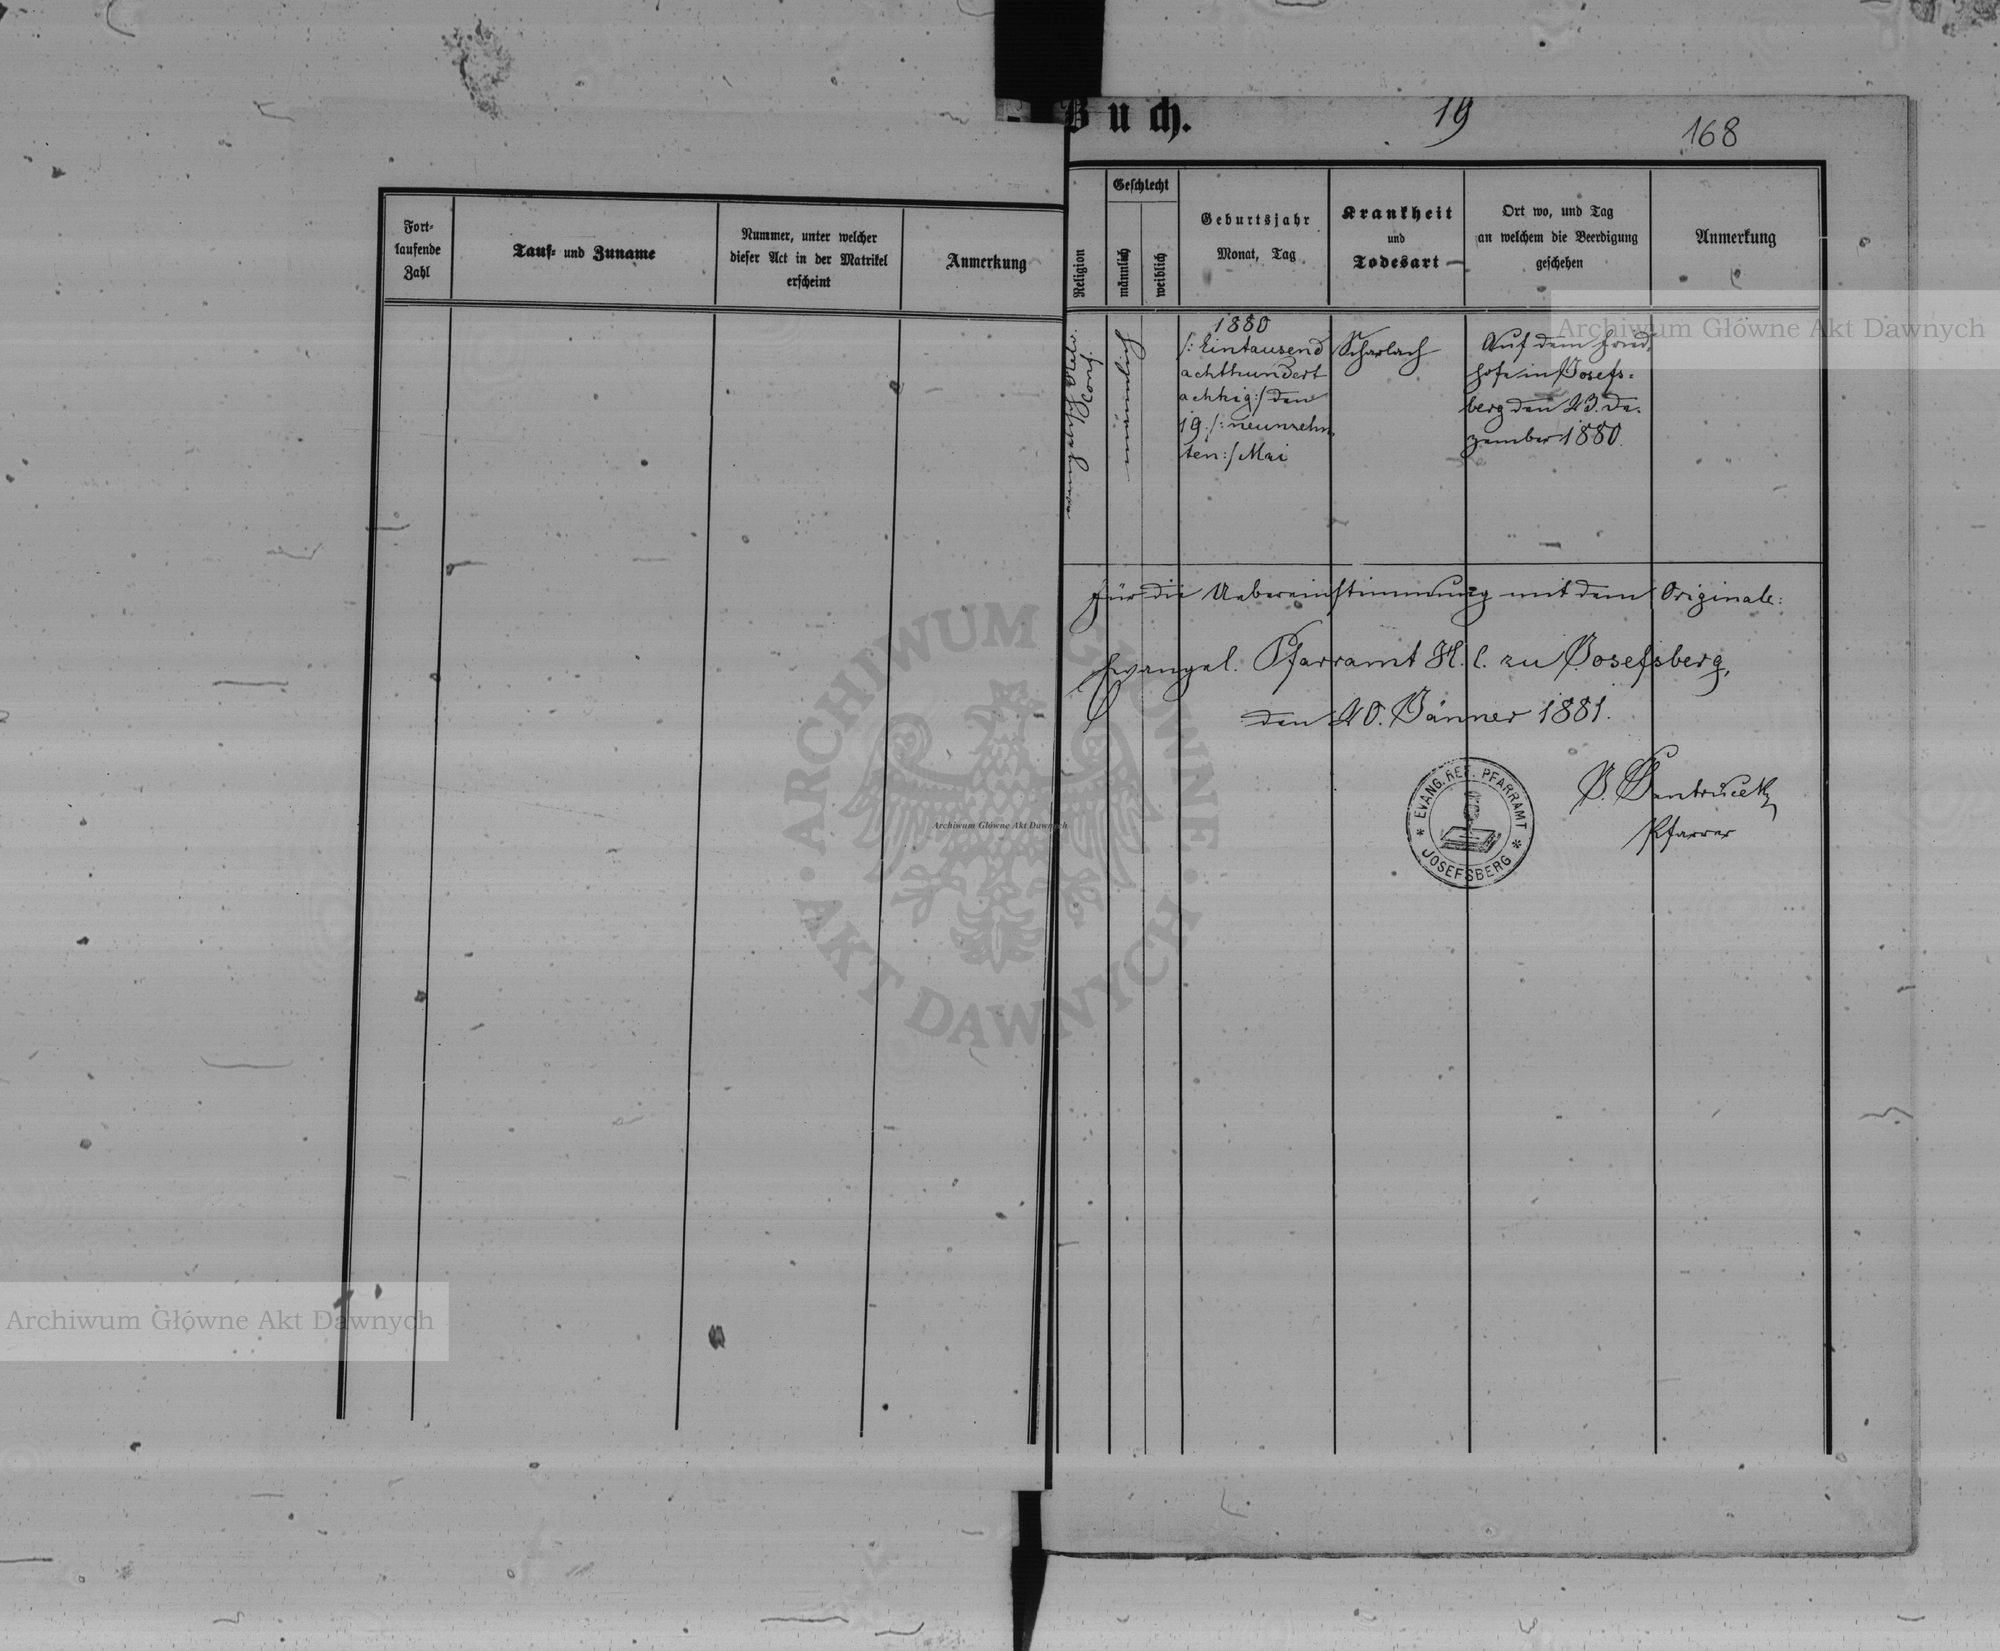 Buch.
19
168
Fort-
laufende
Zahl
Tauf- und Zuname
Nummer, unter welcher
dieser Act in der Matrikel
erscheint
Anmerkung
Religion
Geschlecht
männlich
weiblich
Geburtsjahr
Monat, Tag
Krankheit
und
Todesart
Ort wo, und Tag
an welchem die Beerdigung
geschehen
Anmerkung
conf.
männlich
1880
/: Eintausend
achthundert
achtzig :/ den
19. /: neunzehn-
ten :/ Mai
Scharlach
Auf dem Fried-
hofe in Josefs-
berg den 23. De-
zember 1880.
Für die Uebereinstimmung mit dem Originale:
Evangel. Pfarramt H. C. zu Josefsberg,
den 20. Jänner 1881.
Pfarrer
* EVANG. REF. PFARRAMT *
JOSEFSBERG
Archiwum Główne Akt Dawnych
ARCHIWUM GŁÓWNE
· AKT DAWNYCH ·
Archiwum Główne Akt Dawnych
Archiwum Główne Akt Dawnych